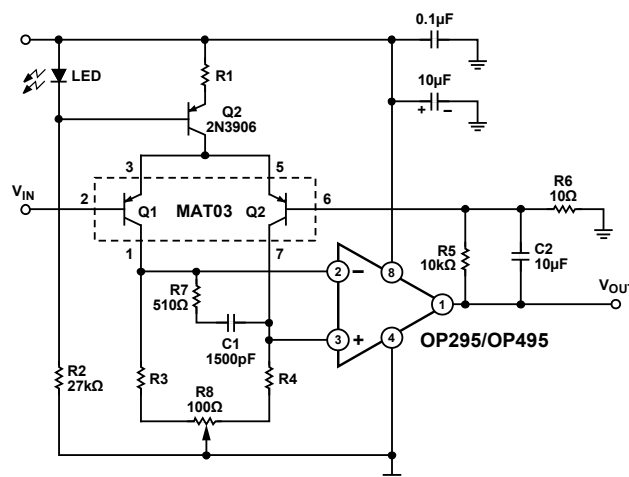 0.1µF
LED
R1
10µF
+ −
Q2
2N3906
3
5
VIN
2
Q1
MAT03
Q2
6
R6
10Ω
1
7
R5
10kΩ
C2
10µF
R7
510Ω
2
−
8
1
VOUT
C1
1500pF
3
+
4
OP295/OP495
R2
27kΩ
R3
R8
100Ω
R4